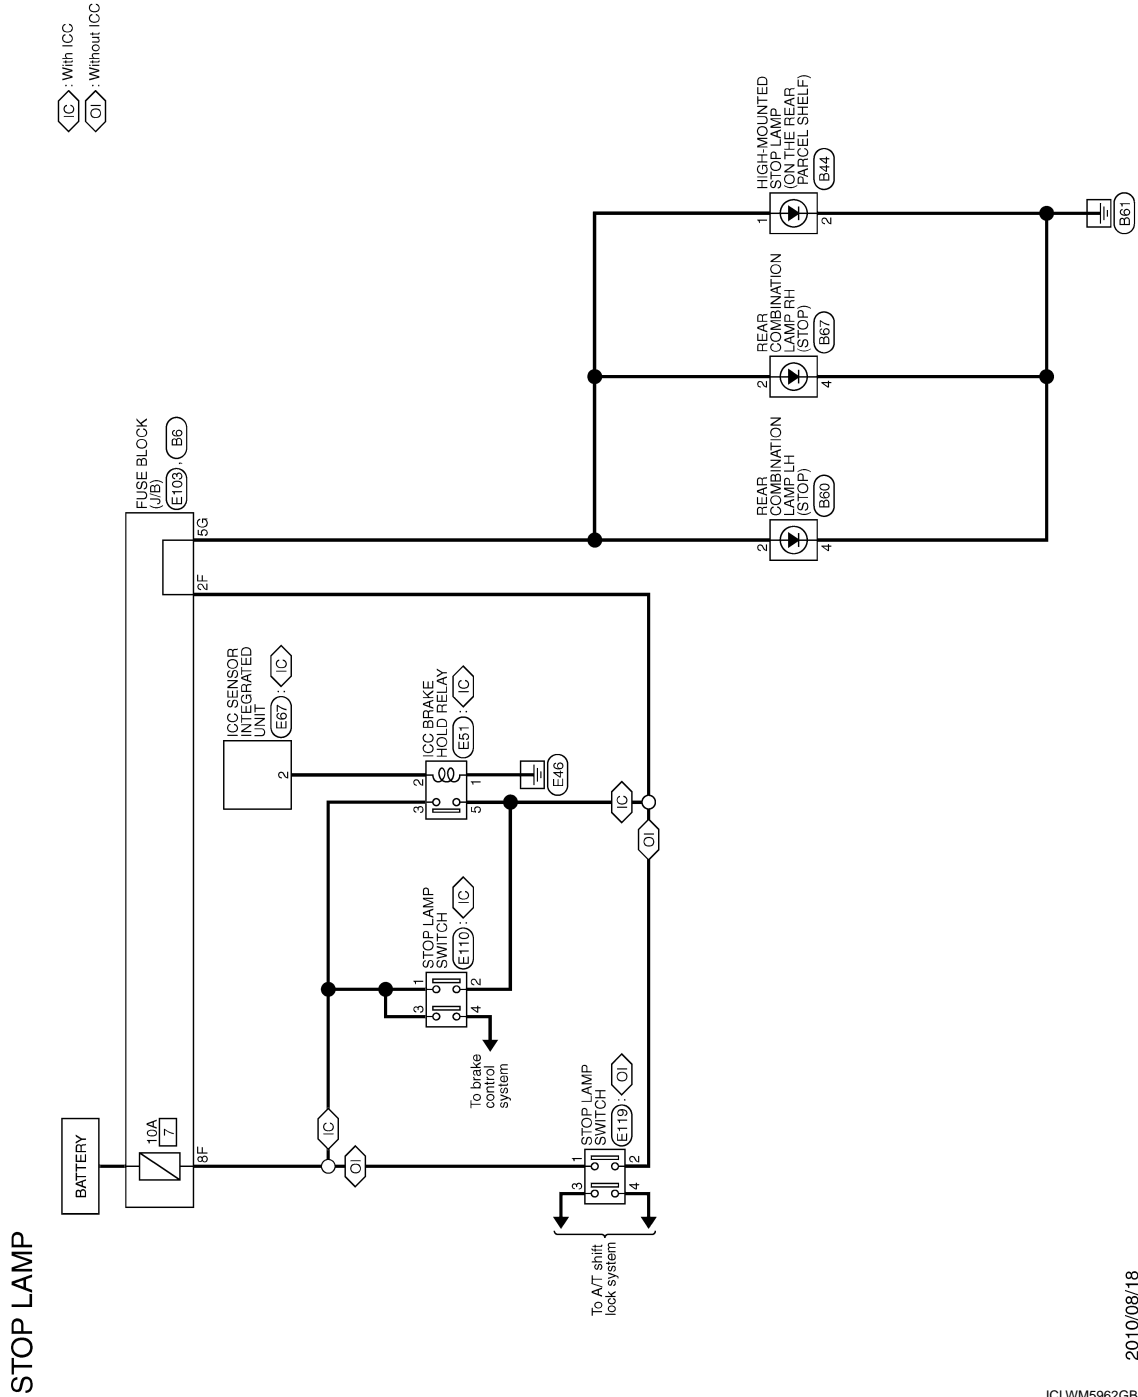 STOP LAMP
IC : With ICC
OI : Without ICC
BATTERY
10A
7
8F
FUSE BLOCK
(J/B)
E103 , B6
2F
5G
ICC SENSOR
INTEGRATED
UNIT
E67 : IC
2
IC
OI
STOP LAMP
SWITCH
E110 : IC
1
3
2
4
To brake
control
system
ICC BRAKE
HOLD RELAY
E51 : IC
3
2
5
1
E46
IC
OI
STOP LAMP
SWITCH
E119 : OI
3
1
4
2
To A/T shift
lock system
REAR
COMBINATION
LAMP LH
(STOP)
B60
2
4
REAR
COMBINATION
LAMP RH
(STOP)
B67
2
4
HIGH-MOUNTED
STOP LAMP
(ON THE REAR
PARCEL SHELF)
B44
1
2
B61
2010/08/18
JCLWM5962GB